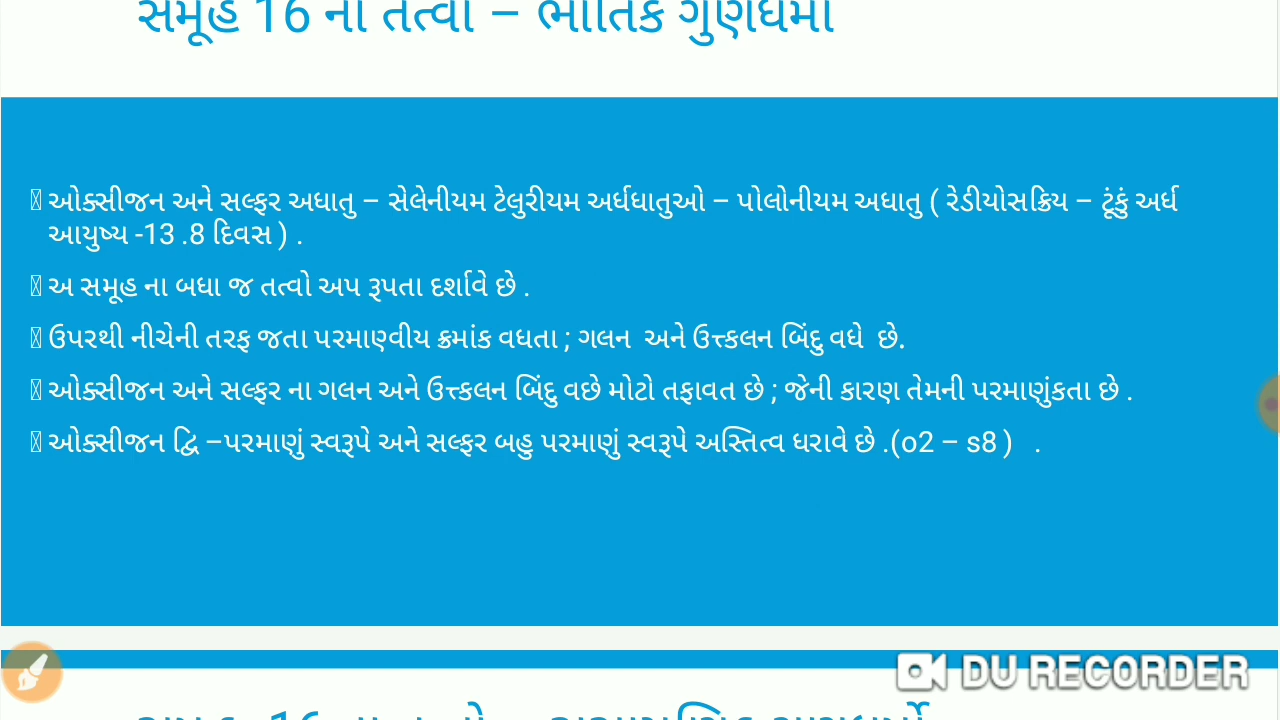 સમૂહ 16 ના તત્વો – ભૌતિક ગુણધર્મો
ઓક્સીજન અને સલ્ફર અધાતુ – સેલેનીયમ ટેલુરીયમ અર્ધધાતુઓ – પોલોનીયમ અધાતુ ( રેડીયોસક્રિય – ટૂંકું અર્ધ
આયુષ્ય -13 .8 દિવસ ) .
અ સમૂહ ના બધા જ તત્વો અપ રૂપતા દર્શાવે છે .
ઉપરથી નીચેની તરફ જતા પરમાણ્વીય ક્રમાંક વધતા ; ગલન અને ઉત્ત્કલન બિંદુ વધે છે.
ઓક્સીજન અને સલ્ફર ના ગલન અને ઉત્ત્કલન બિંદુ વછે મોટો તફાવત છે ; જેની કારણ તેમની પરમાણુંકતા છે .
ઓક્સીજન દ્વિ –પરમાણું સ્વરૂપે અને સલ્ફર બહુ પરમાણું સ્વરૂપે અસ્તિત્વ ધરાવે છે .(o2 – s8 ) .
DU RECORDER
16